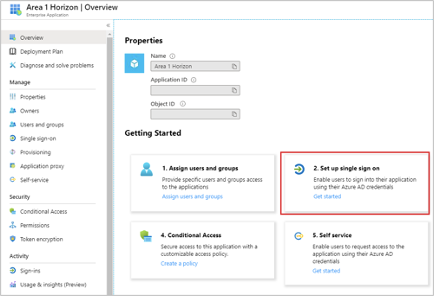 Area 1 Horizon | Overview
Enterprise Application
Overview
Deployment Plan
Diagnose and solve problems
Manage
Properties
Owners
Users and groups
Single sign-on
Provisioning
Application proxy
Self-service
Security
Conditional Access
Permissions
Token encryption
Activity
Sign-ins
Usage & insights (Preview)
Properties
Name
Area 1 Horizon
Application ID
Object ID
Getting Started
1. Assign users and groups
Provide specific users and groups access
to the applications
Assign users and groups
2. Set up single sign on
Enable users to sign into their application
using their Azure AD credentials
Get started
4. Conditional Access
Secure access to this application with a
customizable access policy.
Create a policy
5. Self service
Enable users to request access to the
application using their Azure AD
credentials
Get started